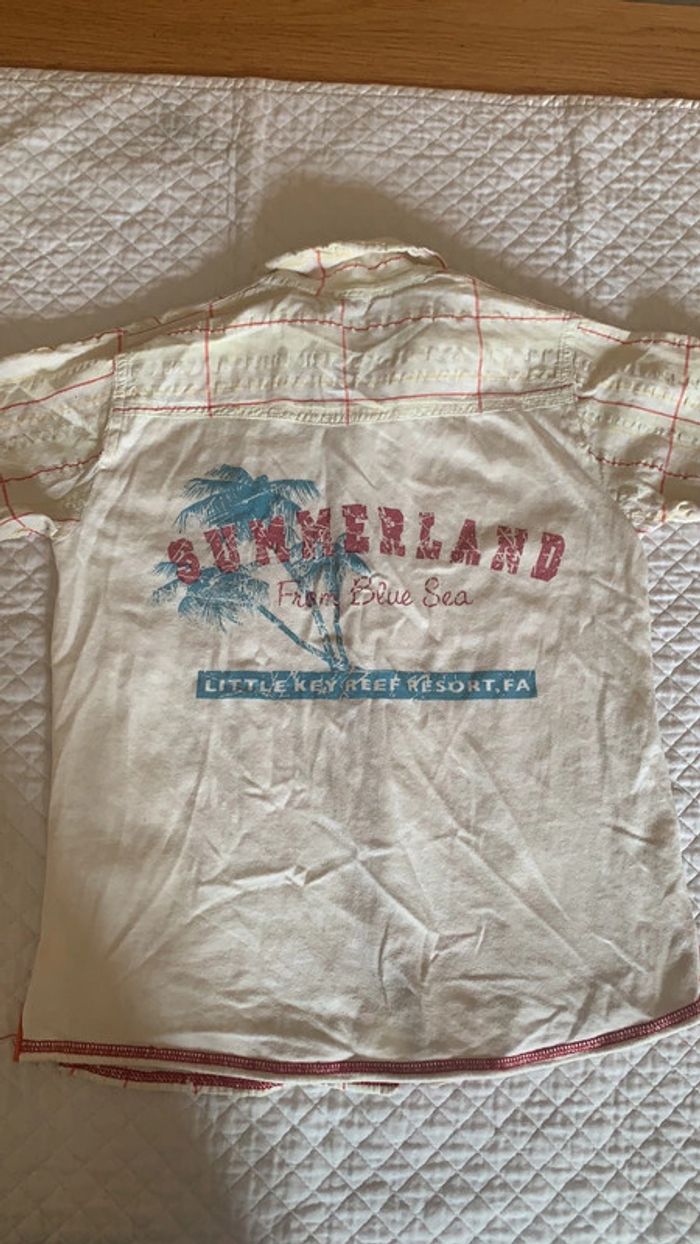 SUMMERLAND
From Blue Sea
LITTLE KEY REEF RESORT, FA